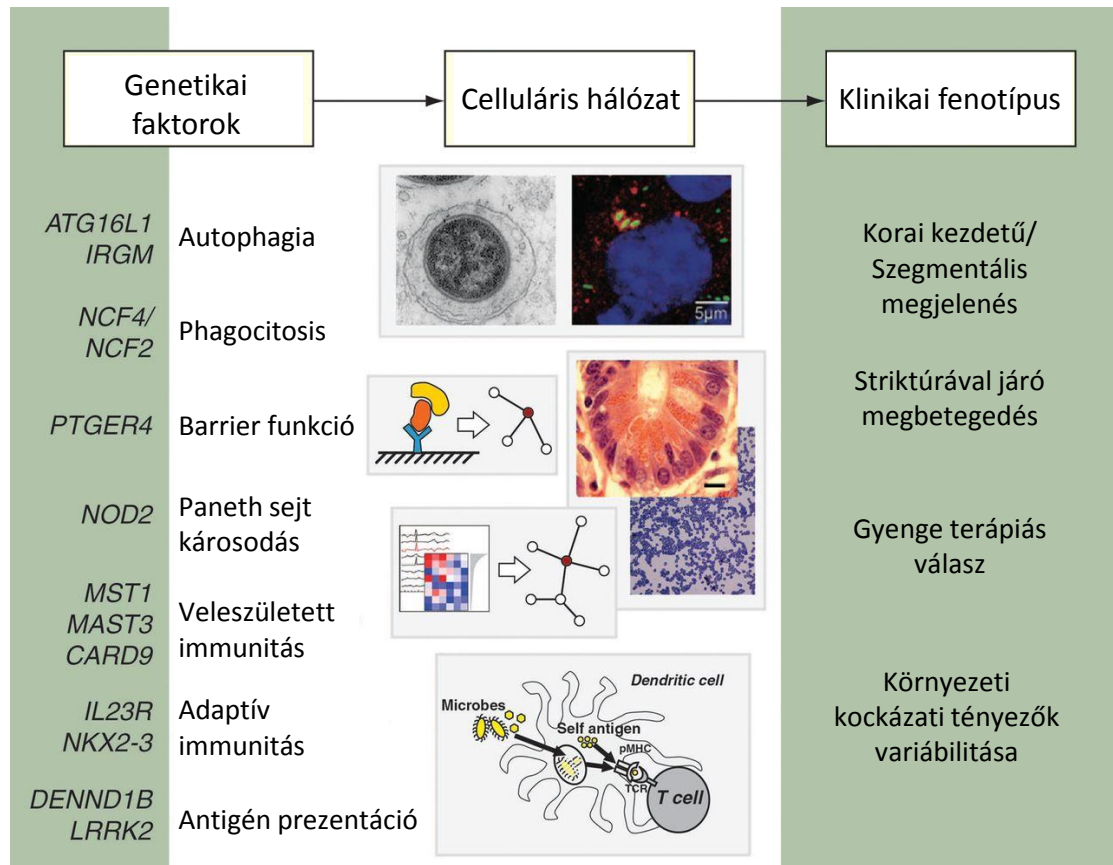 Genetikai
faktorok
Celluláris hálózat
Klinikai fenotípus
ATG16L1
IRGM
Autophagia
NCF4/
NCF2
Phagocitosis
PTGER4
Barrier funkció
NOD2
Paneth sejt
károsodás
MST1
MAST3
CARD9
Veleszületett
immunitás
IL23R
NKX2-3
Adaptív
immunitás
DENND1B
LRRK2
Antigén prezentáció
5µm
Dendritic cell
Microbes
Self antigen
pMHC
TCR
T cell
Korai kezdetű/
Szegmentális
megjelenés
Striktúrával járó
megbetegedés
Gyenge terápiás
válasz
Környezeti
kockázati tényezők
variábilitása